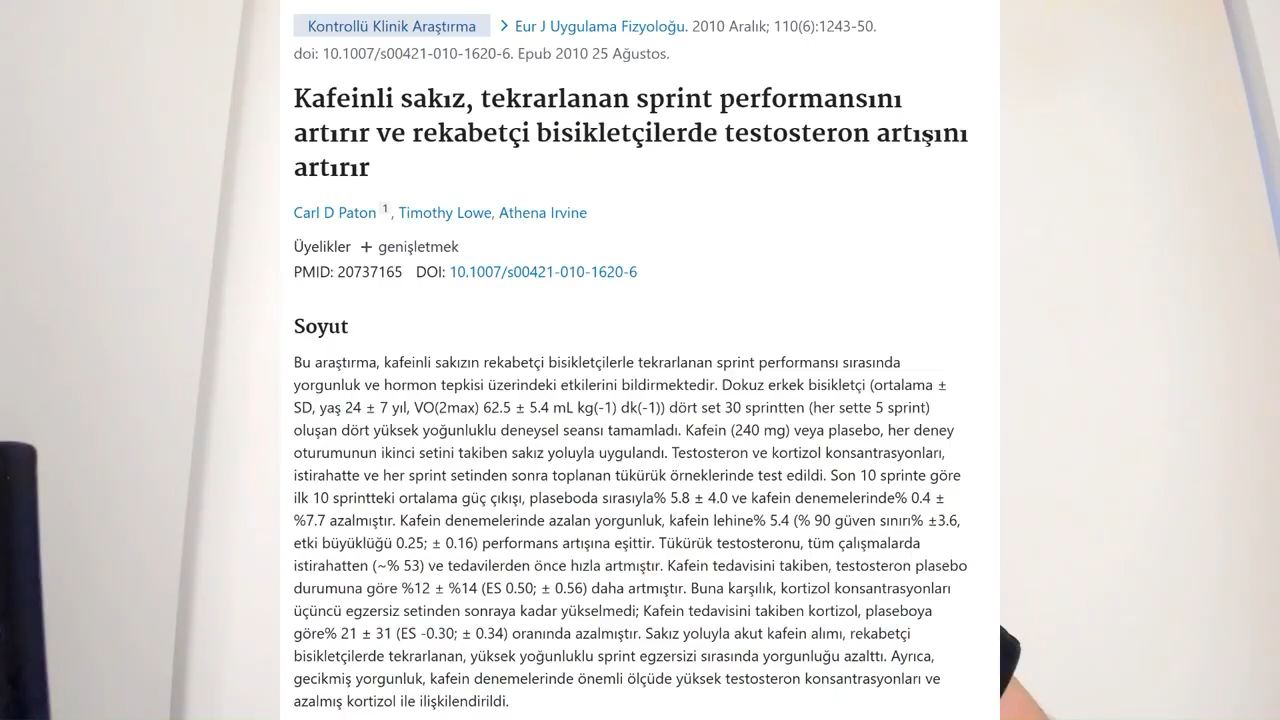 Kontrollü Klinik Araştırma > Eur J Uygulama Fizyoloğu. 2010 Aralık; 110(6):1243-50.
doi: 10.1007/s00421-010-1620-6. Epub 2010 25 Ağustos.
Kafeinli sakız, tekrarlanan sprint performansını
artırır ve rekabetçi bisikletçilerde testosteron artışını
artırır
Carl D Paton 1, Timothy Lowe, Athena Irvine
Üyelikler + genişletmek
PMID: 20737165 DOI: 10.1007/s00421-010-1620-6
Soyut
Bu araştırma, kafeinli sakızın rekabetçi bisikletçilerle tekrarlanan sprint performansı sırasında
yorgunluk ve hormon tepkisi üzerindeki etkilerini bildirmektedir. Dokuz erkek bisikletçi (ortalama ±
SD, yaş 24 ± 7 yıl, VO(2max) 62.5 ± 5.4 mL kg(-1) dk(-1)) dört set 30 sprintten (her sette 5 sprint)
oluşan dört yüksek yoğunluklu deneysel seansı tamamladı. Kafein (240 mg) veya plasebo, her deney
oturumunun ikinci setini takiben sakız yoluyla uygulandı. Testosteron ve kortizol konsantrasyonları,
istirahatte ve her sprint setinden sonra toplanan tükürük örneklerinde test edildi. Son 10 sprinte göre
ilk 10 sprintteki ortalama güç çıkışı, plaseboda sırasıyla% 5.8 ± 4.0 ve kafein denemelerinde% 0.4 ±
%7.7 azalmıştır. Kafein denemelerinde azalan yorgunluk, kafein lehine% 5.4 (% 90 güven sınırı% ±3.6,
etki büyüklüğü 0.25; ± 0.16) performans artışına eşittir. Tükürük testosteronu, tüm çalışmalarda
istirahatten (~% 53) ve tedavilerden önce hızla artmıştır. Kafein tedavisini takiben, testosteron plasebo
durumuna göre %12 ± %14 (ES 0.50; ± 0.56) daha artmıştır. Buna karşılık, kortizol konsantrasyonları
üçüncü egzersiz setinden sonraya kadar yükselmedi; Kafein tedavisini takiben kortizol, plaseboya
göre% 21 ± 31 (ES -0.30; ± 0.34) oranında azalmıştır. Sakız yoluyla akut kafein alımı, rekabetçi
bisikletçilerde tekrarlanan, yüksek yoğunluklu sprint egzersizi sırasında yorgunluğu azalttı. Ayrıca,
gecikmiş yorgunluk, kafein denemelerinde önemli ölçüde yüksek testosteron konsantrasyonları ve
azalmış kortizol ile ilişkilendirildi.